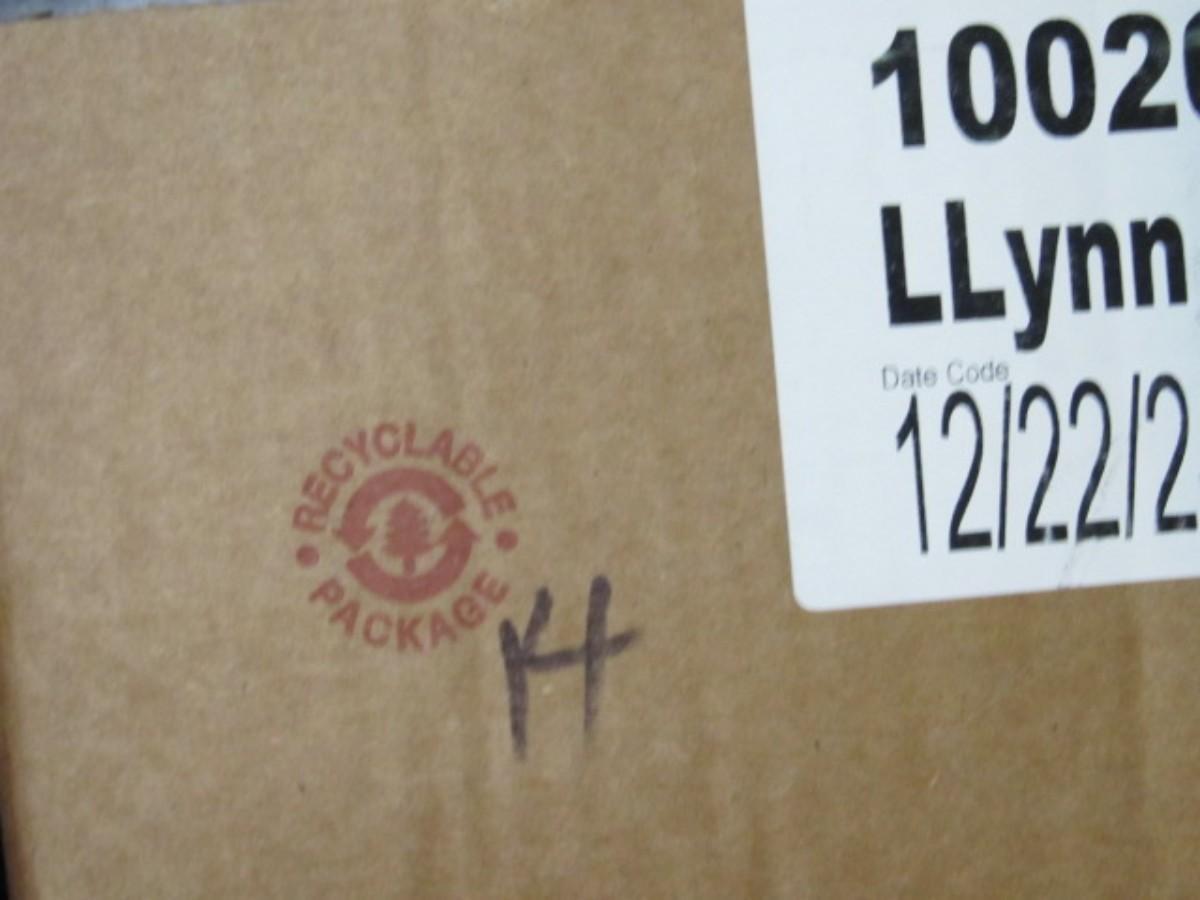 1002
LLynn
Date Code
12/22/2
RECYCLABLE
PACKAGE